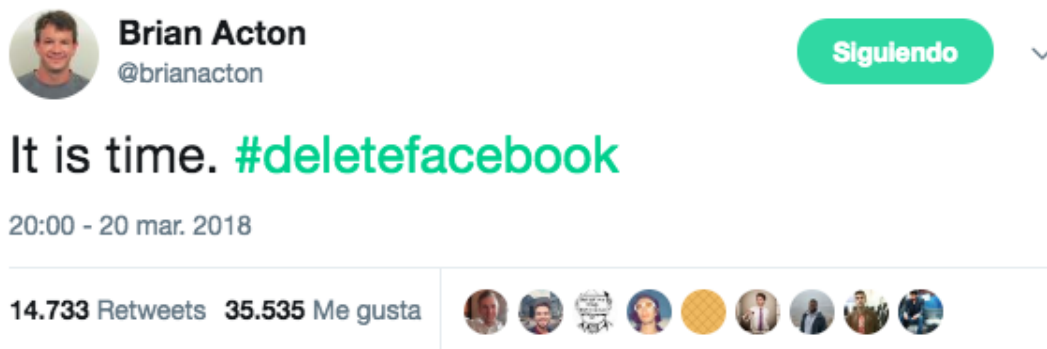 Brian Acton
@brianacton
Siguiendo
It is time. #deletefacebook
20:00 - 20 mar. 2018
14.733 Retweets 35.535 Me gusta